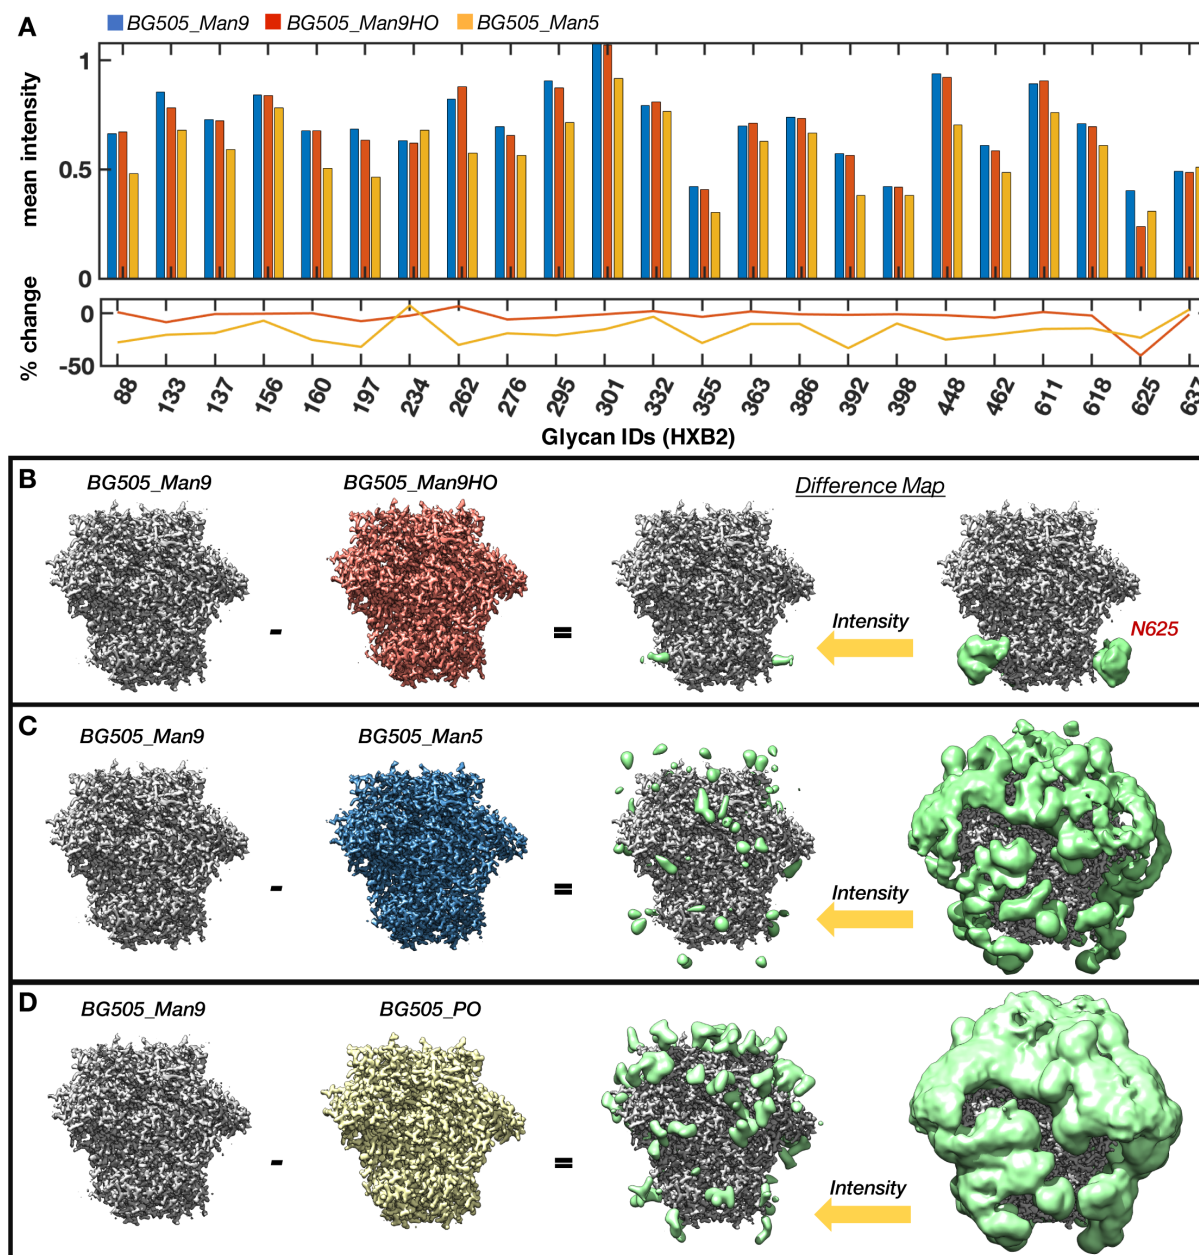 A
BG505_Man9 BG505_Man9HO BG505_Man5
mean intensity
1
0.5
0
% change
0
-50
88 133 137 156 160 197 234 262 276 295 301 332 355 363 386 392 398 448 462 611 618 625
Glycan IDs (HXB2)
B
BG505_Man9 BG505_Man9HO Difference Map
- = Intensity N625
C
BG505_Man9 BG505_Man5
- = Intensity
D
BG505_Man9 BG505_PO
- = Intensity